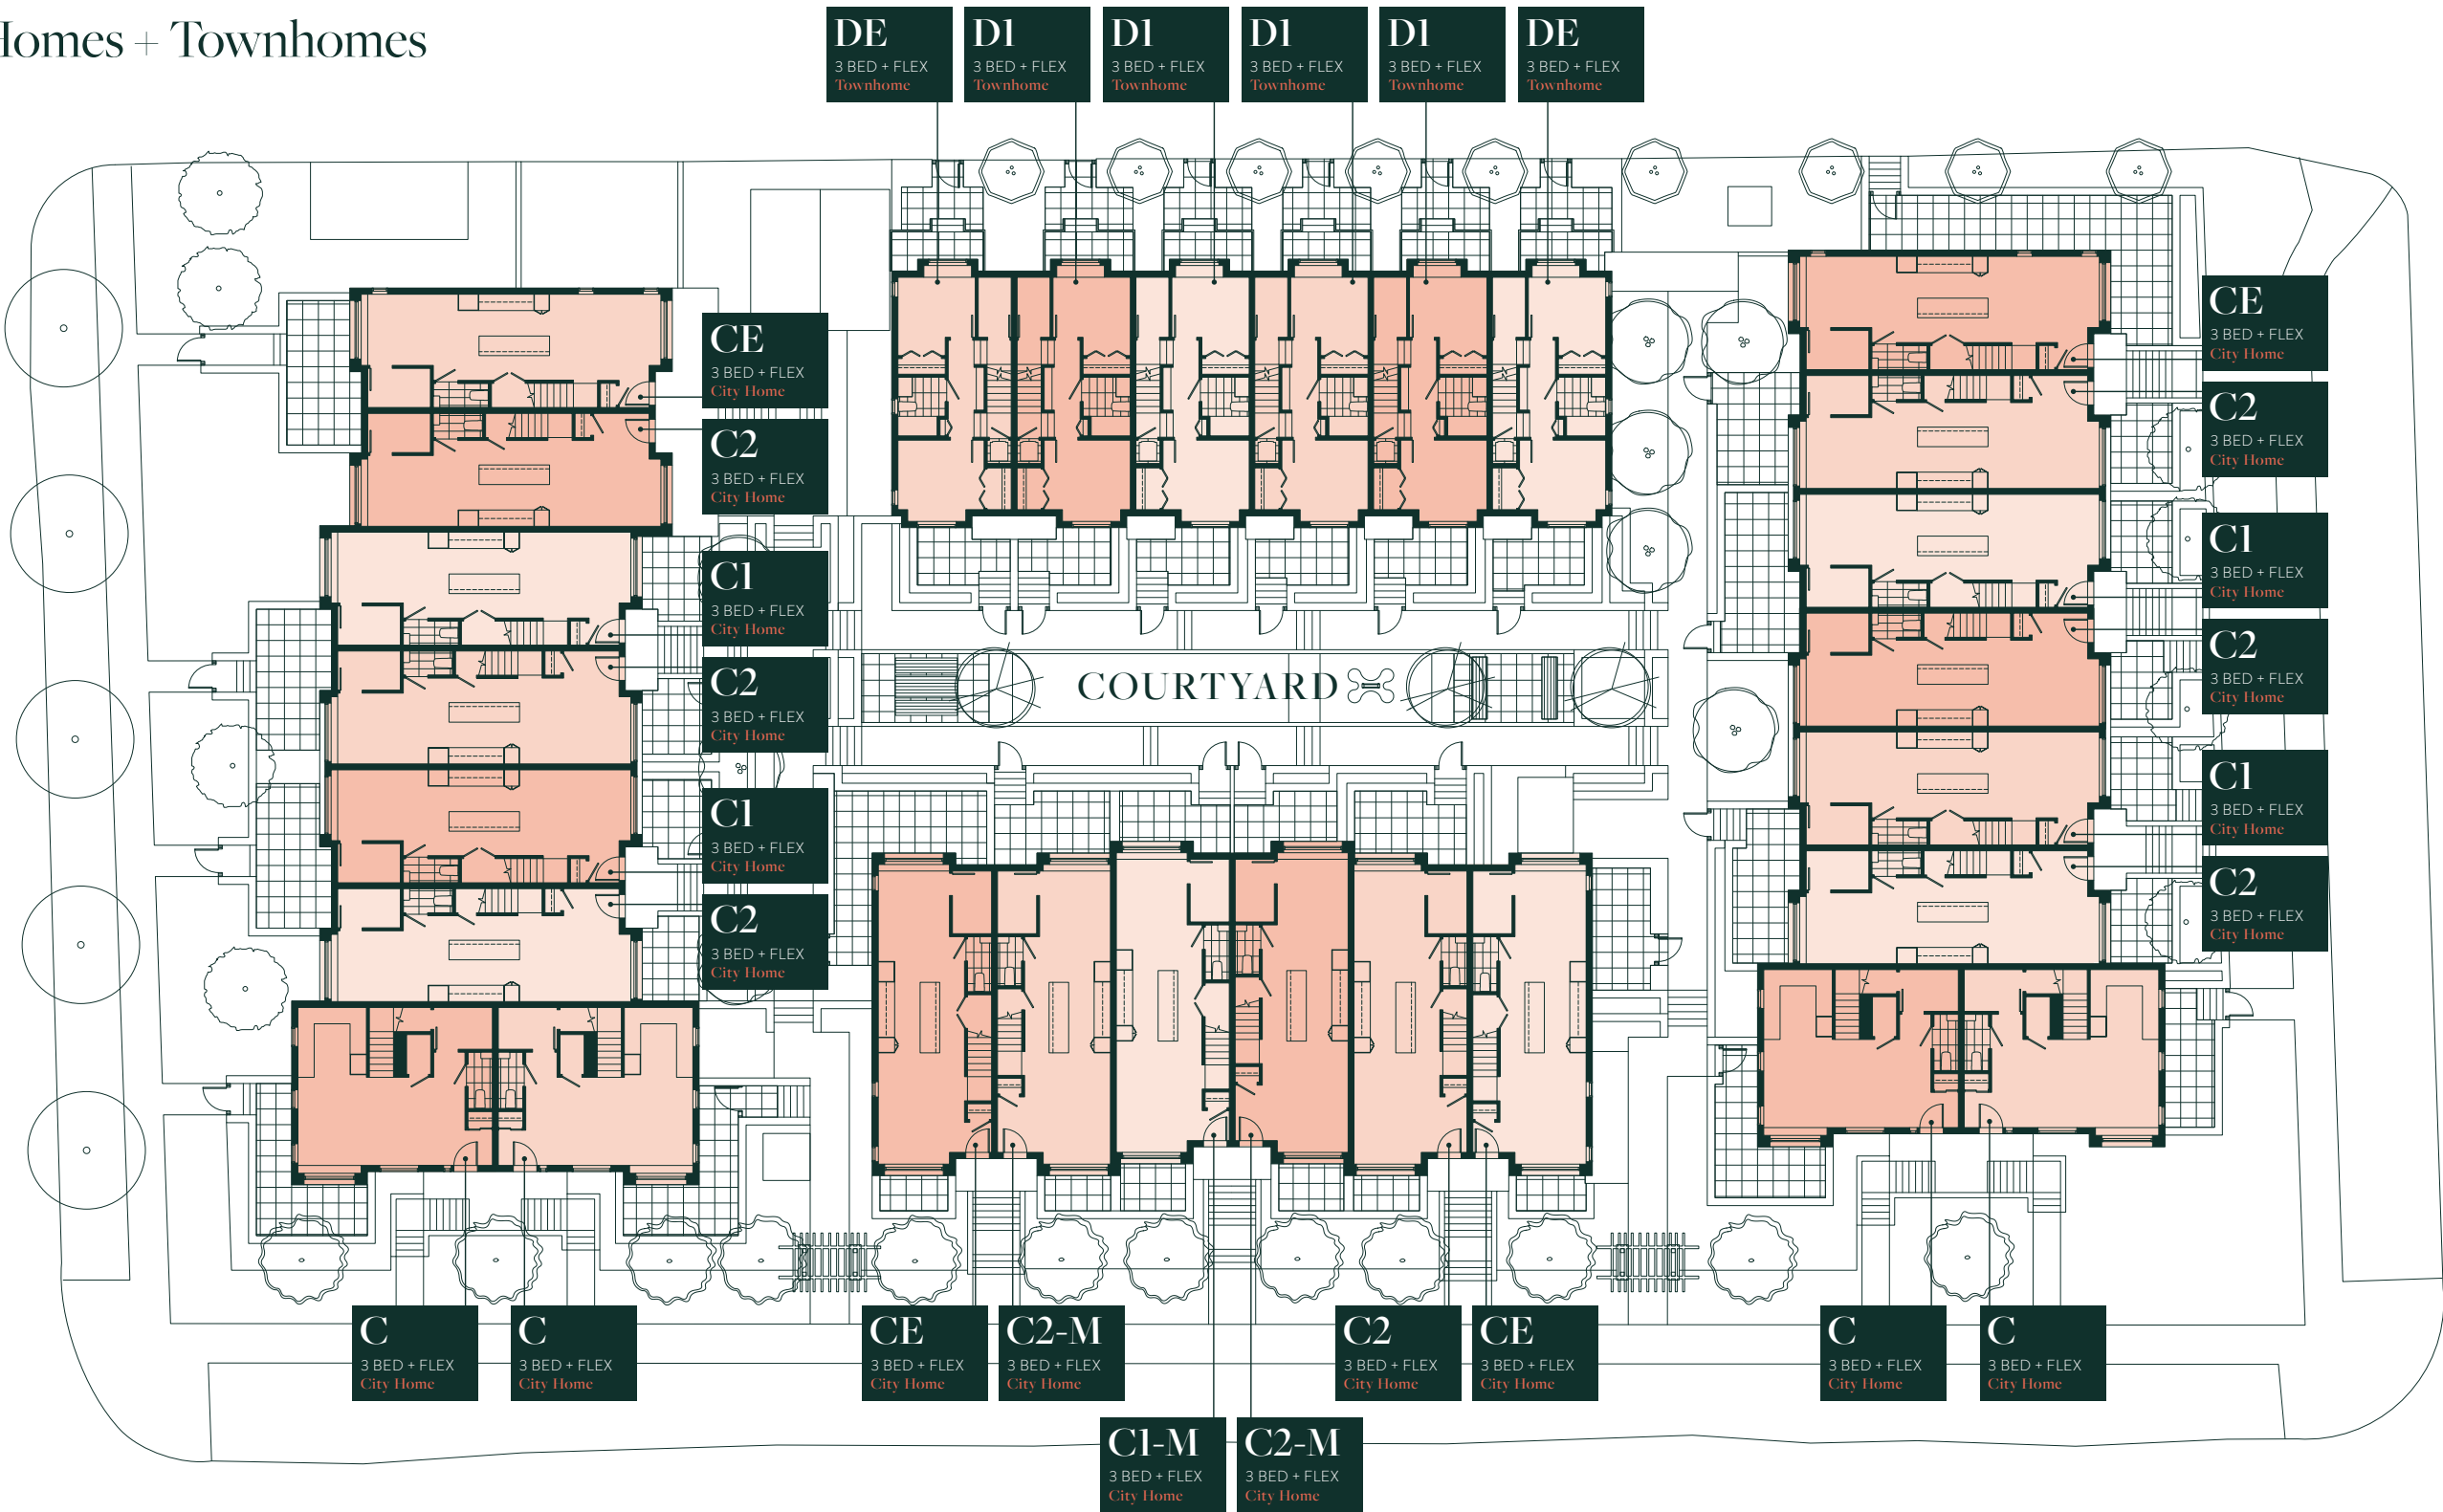 Homes + Townhomes
DE
3 BED + FLEX
Townhome
D1
3 BED + FLEX
Townhome
D1
3 BED + FLEX
Townhome
D1
3 BED + FLEX
Townhome
D1
3 BED + FLEX
Townhome
DE
3 BED + FLEX
Townhome
CE
3 BED + FLEX
City Home
C2
3 BED + FLEX
City Home
C1
3 BED + FLEX
City Home
C2
3 BED + FLEX
City Home
C1
3 BED + FLEX
City Home
C2
3 BED + FLEX
City Home
COURTYARD
CE
3 BED + FLEX
City Home
C2
3 BED + FLEX
City Home
C1
3 BED + FLEX
City Home
C2
3 BED + FLEX
City Home
C1
3 BED + FLEX
City Home
C2
3 BED + FLEX
City Home
C
3 BED + FLEX
City Home
C
3 BED + FLEX
City Home
CE
3 BED + FLEX
City Home
C2-M
3 BED + FLEX
City Home
C2
3 BED + FLEX
City Home
CE
3 BED + FLEX
City Home
C
3 BED + FLEX
City Home
C
3 BED + FLEX
City Home
C1-M
3 BED + FLEX
City Home
C2-M
3 BED + FLEX
City Home